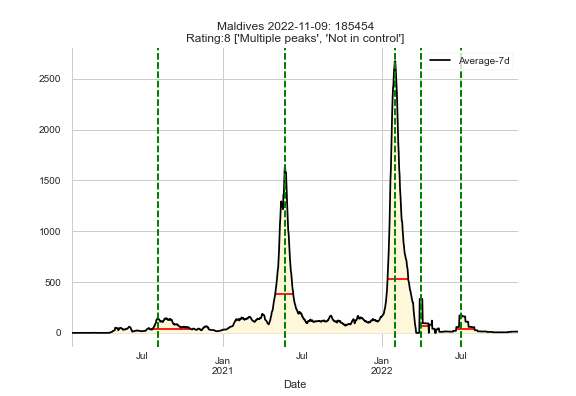 Maldives 2022-11-09: 185454
Rating:8 ['Multiple peaks', 'Not in control']
Average-7d
2500
2000
1500
1000
500
0
Jul
Jan
2021
Jul
Jan
2022
Jul
Date